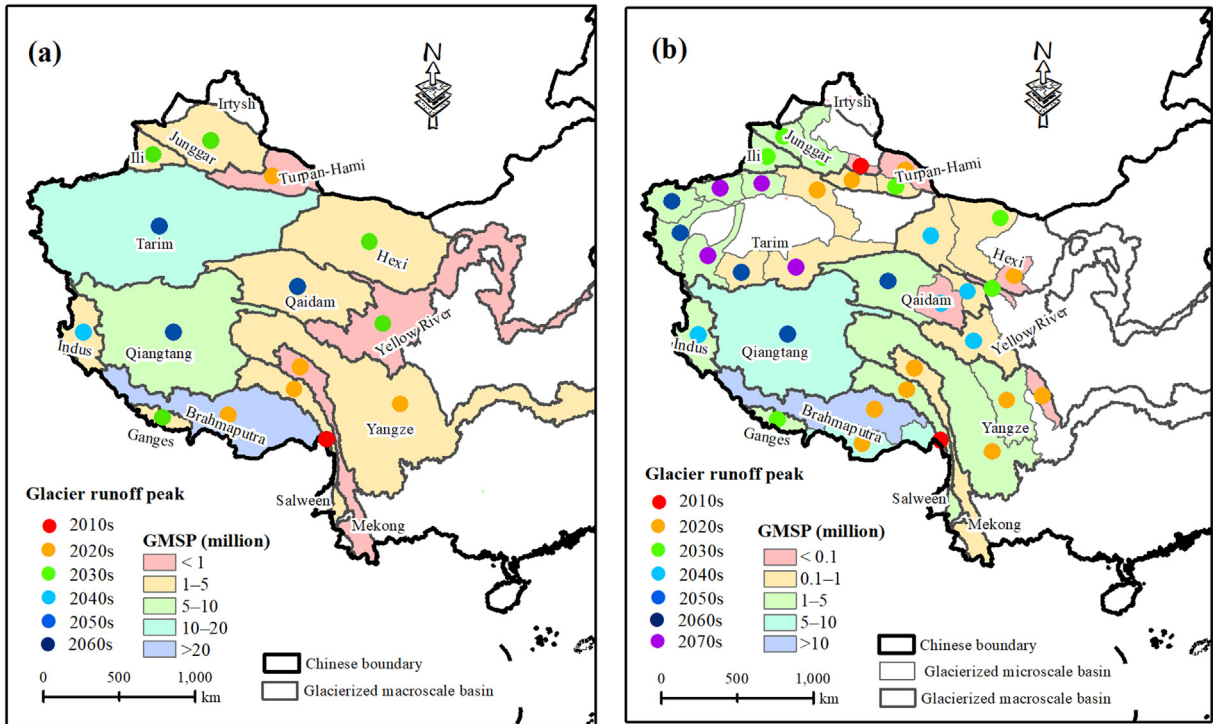 (a)
N
Irtysh
Junggar
Ili
Turpan-Hami
Tarim
Hexi
Qaidam
Yellow River
Indus
Qiangtang
Brahmaputra
Ganges
Yangze
Salween
Mekong
Glacier runoff peak
2010s
2020s
2030s
2040s
2050s
2060s
GMSP (million)
< 1
1–5
5–10
10–20
>20
Chinese boundary
Glacierized macroscale basin
0 500 1,000
km
(b)
N
Irtysh
Junggar
Ili
Turpan-Hami
Tarim
Hexi
Qaidam
Yellow River
Indus
Qiangtang
Brahmaputra
Ganges
Yangze
Salween
Mekong
Glacier runoff peak
2010s
2020s
2030s
2040s
2050s
2060s
2070s
GMSP (million)
< 0.1
0.1–1
1–5
5–10
>10
Chinese boundary
Glacierized microscale basin
Glacierized macroscale basin
0 500 1,000
km